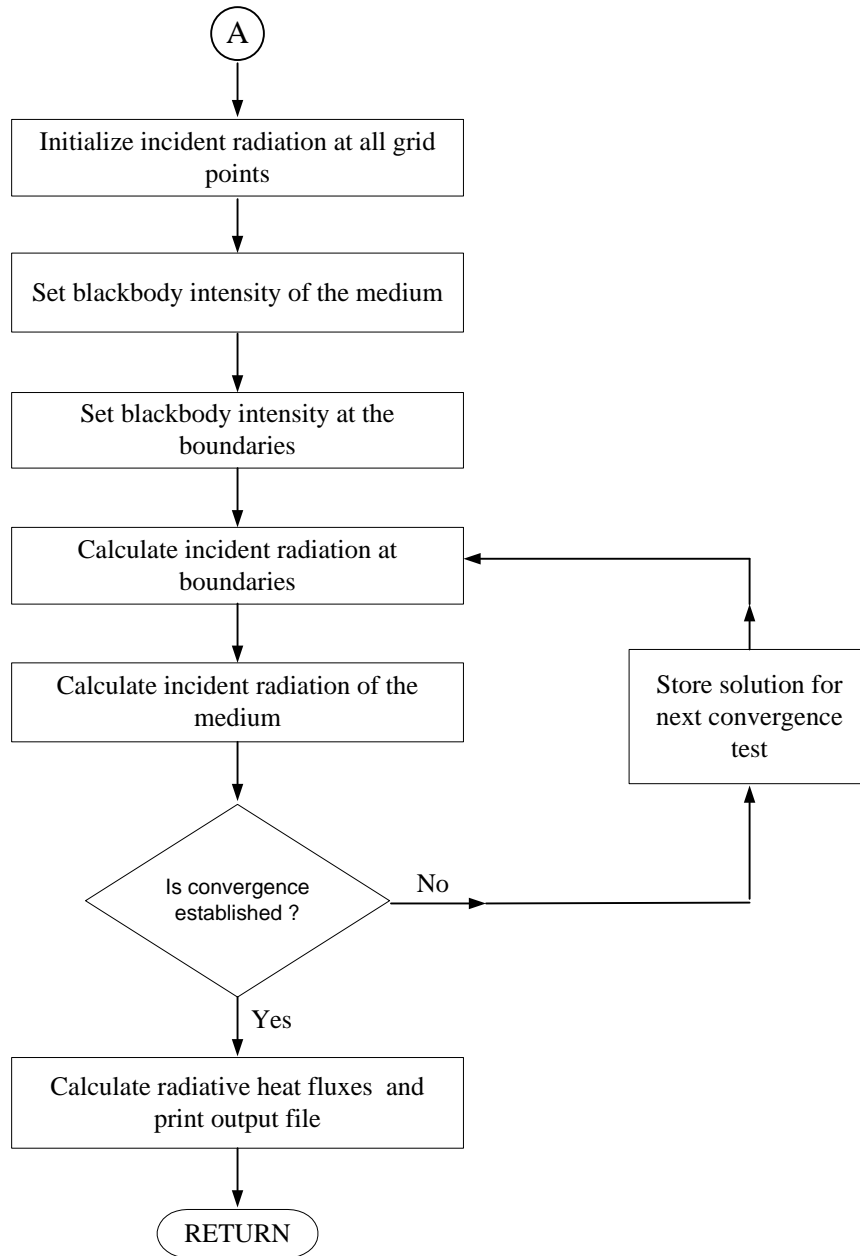 A
Initialize incident radiation at all grid
points
Set blackbody intensity of the medium
Set blackbody intensity at the
boundaries
Calculate incident radiation at
boundaries
Calculate incident radiation of the
medium
Store solution for
next convergence
test
Is convergence
established ?
No
Yes
Calculate radiative heat fluxes  and
print output file
RETURN